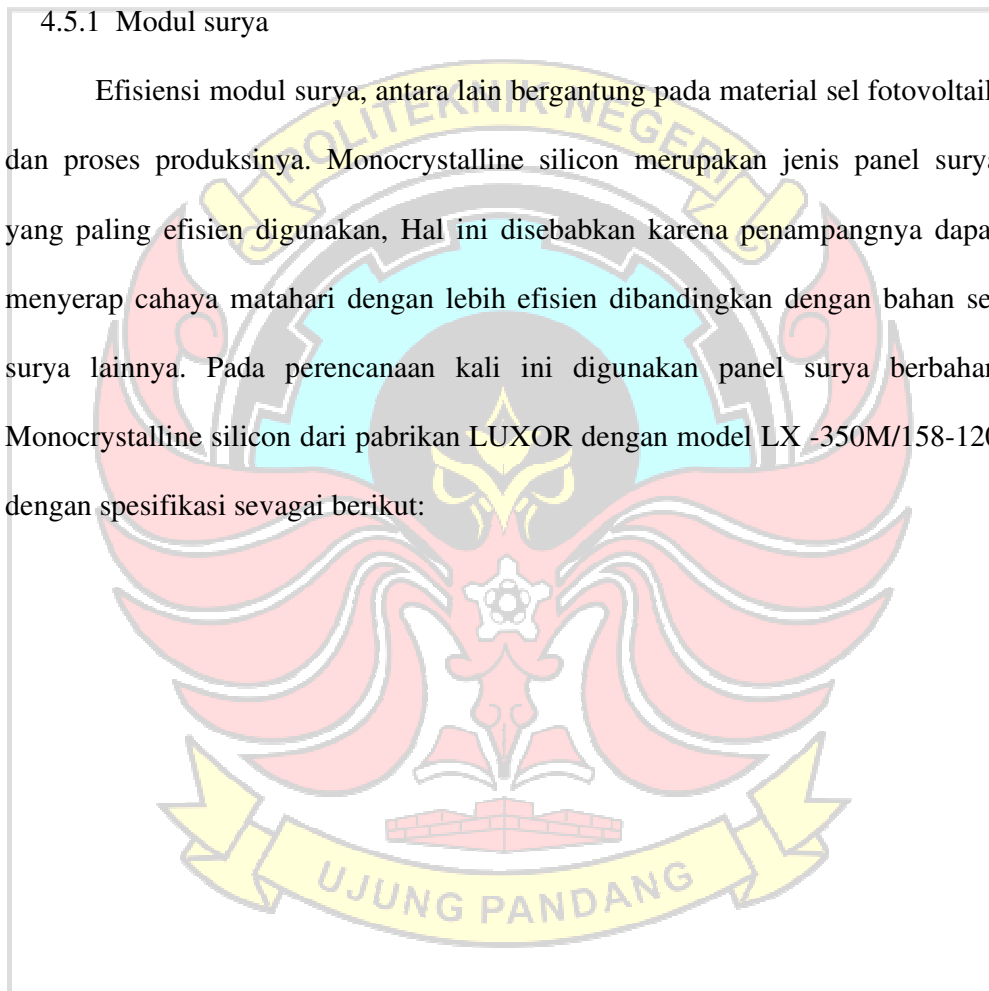 4.5.1 Modul surya
Efisiensi modul surya, antara lain bergantung pada material sel fotovoltaik
dan proses produksinya. Monocrystalline silicon merupakan jenis panel surya
yang paling efisien digunakan, Hal ini disebabkan karena penampangnya dapa
menyerap cahaya matahari dengan lebih efisien dibandingkan dengan bahan se
surya lainnya. Pada perencanaan kali ini digunakan panel surya berbahan
Monocrystalline silicon dari pabrikan LUXOR dengan model LX -350M/158-120
dengan spesifikasi sevagai berikut:
POLITEKNIK NEGERI
UJUNG PANDANG